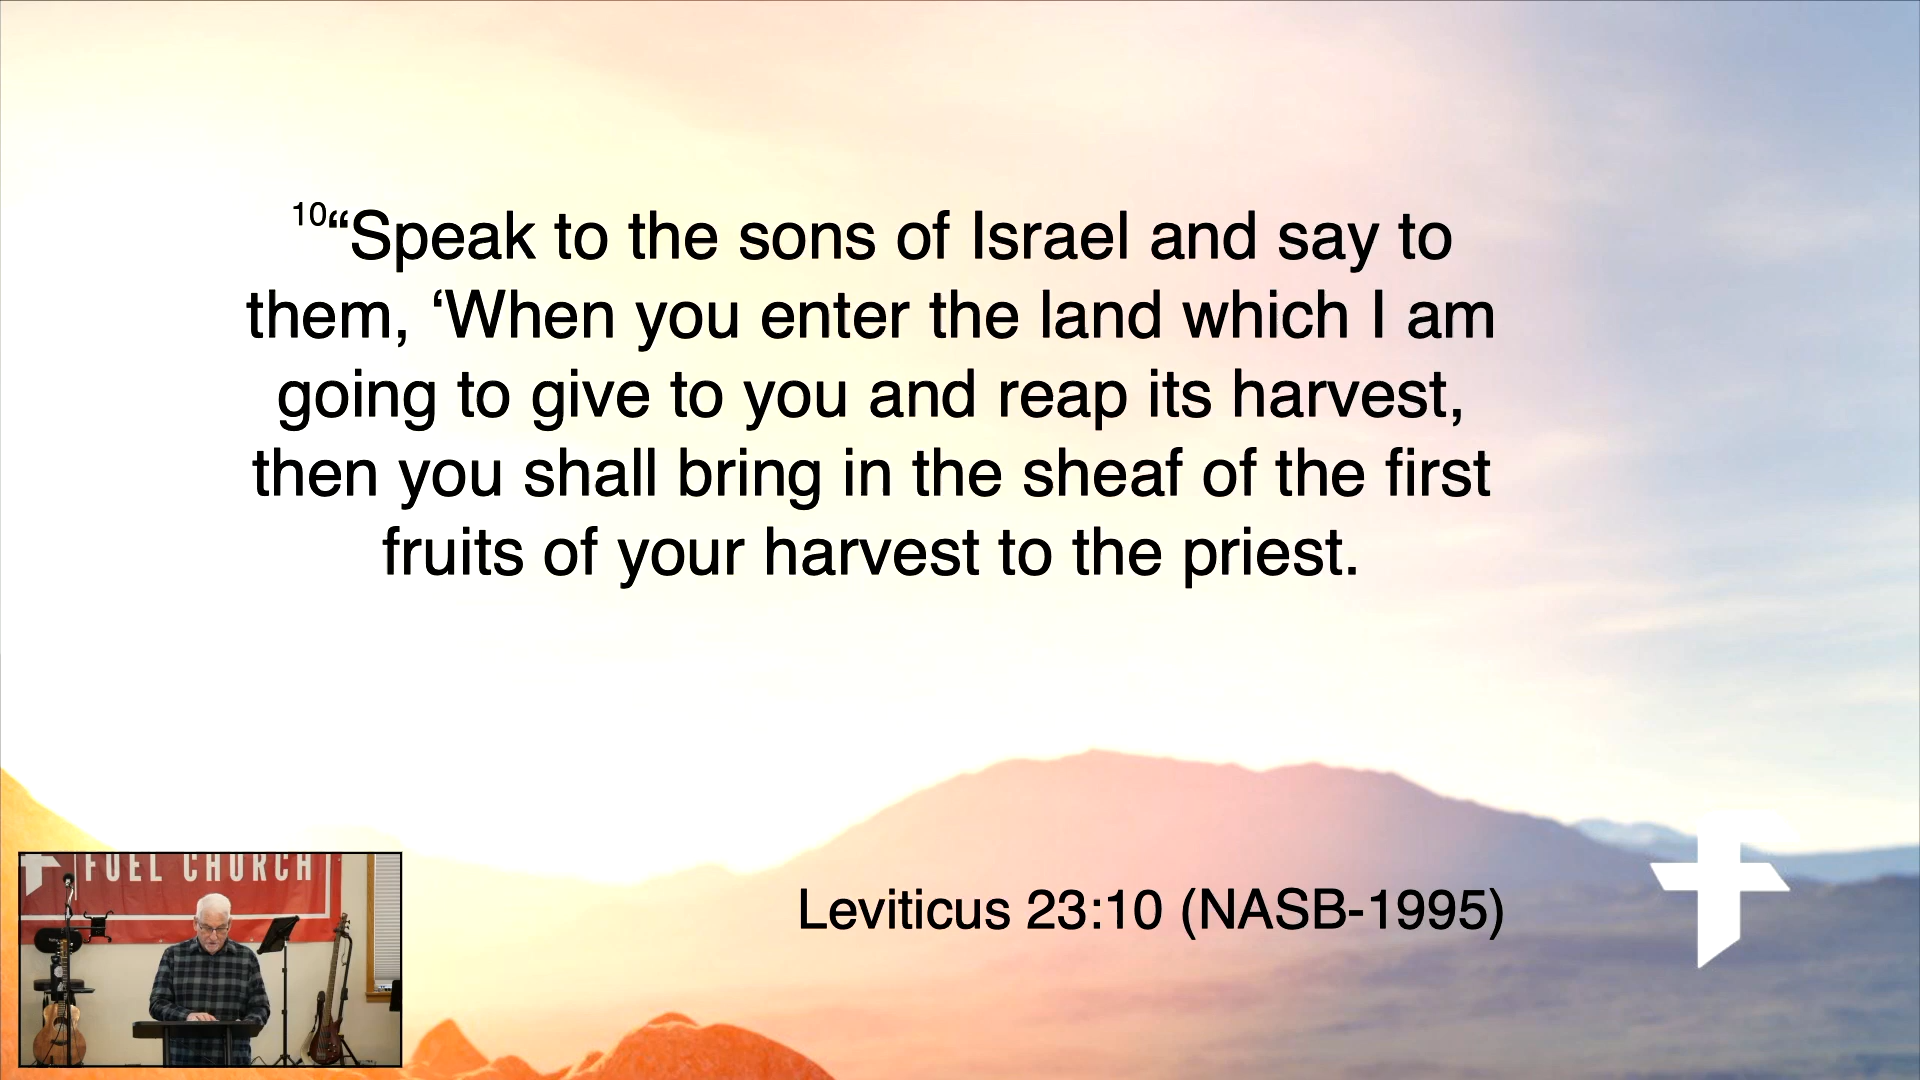 10“Speak to the sons of Israel and say to
them, ‘When you enter the land which I am
going to give to you and reap its harvest,
then you shall bring in the sheaf of the first
fruits of your harvest to the priest.
Leviticus 23:10 (NASB-1995)
FUEL CHURCH